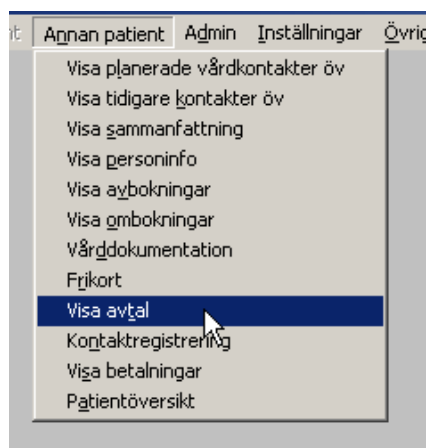 Annan patient Admin Inställningar
Visa planerade vårdkontakter öv
Visa tidigare kontakter öv
Visa sammanfattning
Visa personinfo
Visa avbokningar
Visa ombokningar
Vårddokumentation
Frikort
Visa avtal
Kontaktregistrering
Visa betalningar
Patientöversikt